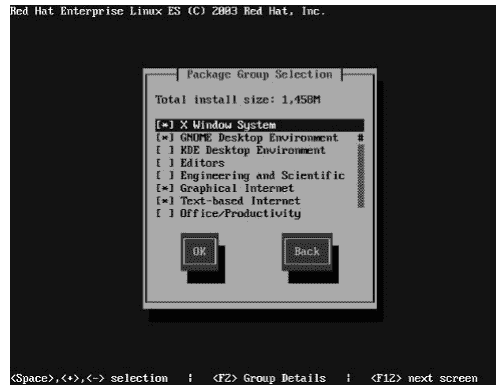 Red Hat Enterprise Linux ES (C) 2003 Red Hat, Inc.
Package Group Selection
Total install size: 1,458M
[*] X Window System
[*] GNOME Desktop Environment #
[ ] KDE Desktop Environment
[ ] Editors
[ ] Engineering and Scientific
[*] Graphical Internet
[*] Text-based Internet
[ ] Office/Productivity
OK Back
<Space>,<+>,<-> selection | <F2> Group Details | <F12> next screen